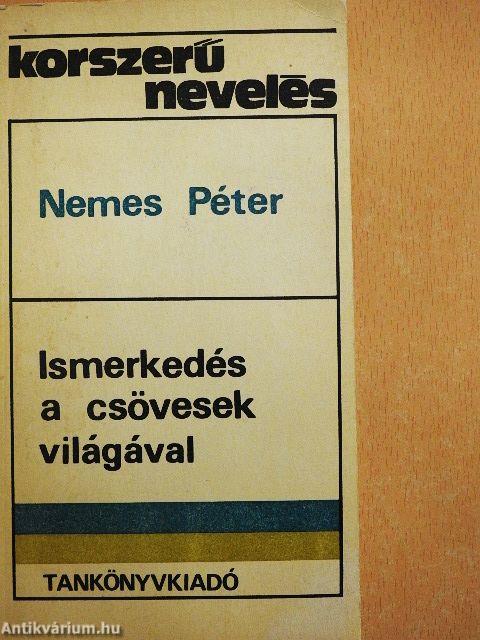 korszerű
nevelés
Nemes Péter
Ismerkedés
a csövesek
világával
TANKÖNYVKIADÓ
Antikvárium.hu